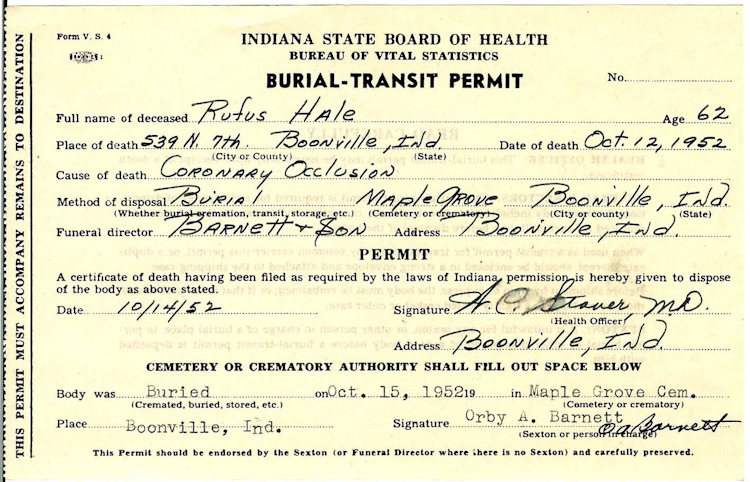 Form V. S. 4
INDIANA STATE BOARD OF HEALTH
BUREAU OF VITAL STATISTICS
BURIAL-TRANSIT PERMIT
No.
Full name of deceased Rufus Hale Age 62
Place of death 539 N. 7th. Boonville, Ind. Date of death Oct. 12, 1952
(City or County) (State)
Cause of death Coronary Occlusion
Method of disposal Burial Maple Grove Boonville, Ind.
(Whether burial cremation, transit, storage, etc.) (Cemetery or crematory) (City or county) (State)
Funeral director Barnett & Son Address Boonville, Ind.
PERMIT
A certificate of death having been filed as required by the laws of Indiana, permission is hereby given to dispose
of the body as above stated.
Date 10/14/52 Signature A. C. Stover, MD.
(Health Officer)
Address Boonville, Ind.
CEMETERY OR CREMATORY AUTHORITY SHALL FILL OUT SPACE BELOW
Body was Buried on Oct. 15, 1952 19 in Maple Grove Cem.
(Cremated, buried, stored, etc.) (Cemetery or crematory)
Place Boonville, Ind. Signature Orby A. Barnett
(Sexton or person in charge) OA Barnett
This Permit should be endorsed by the Sexton (or Funeral Director where there is no Sexton) and carefully preserved.
THIS PERMIT MUST ACCOMPANY REMAINS TO DESTINATION